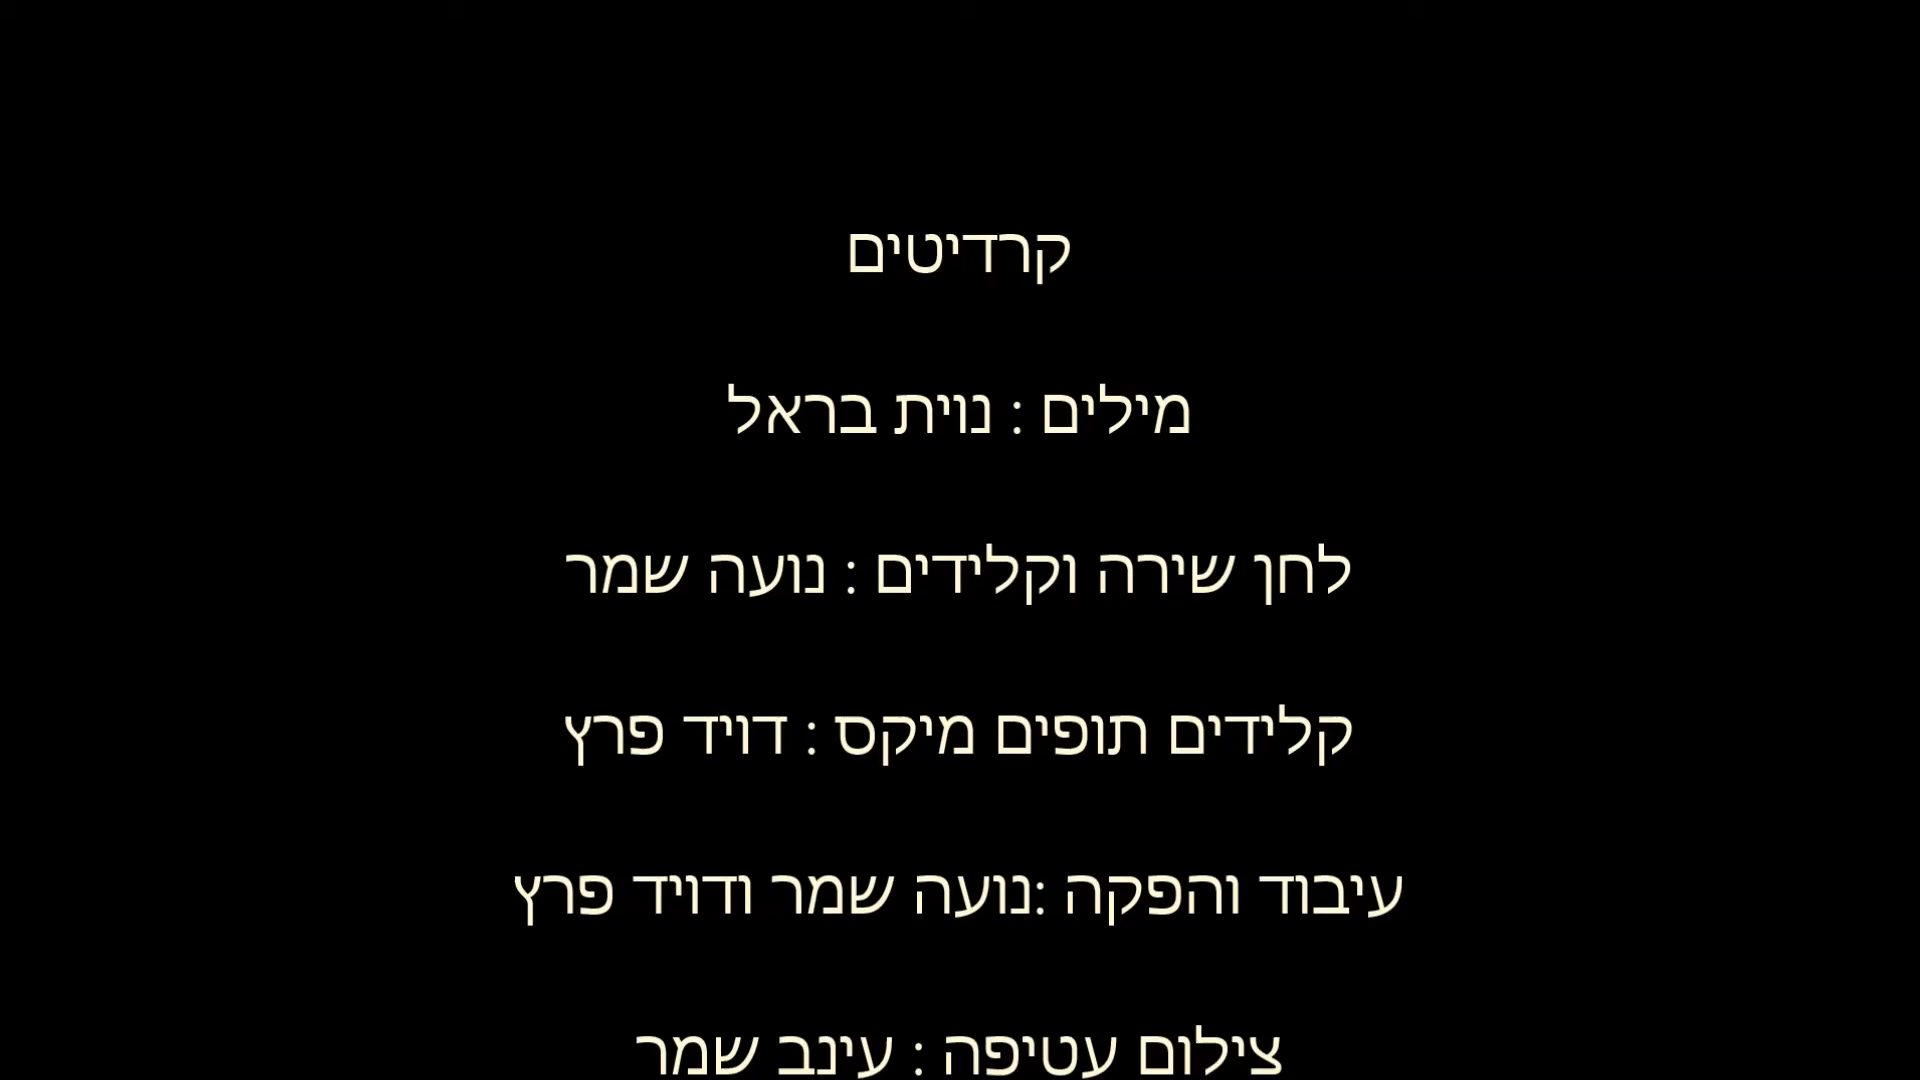 קרדיטים
מילים : נוית בראל
לחן שירה וקלידים : נועה שמר
קלידים תופים מיקס : דויד פרץ
עיבוד והפקה :נועה שמר ודויד פרץ
צילום עטיפה : עינב שמר